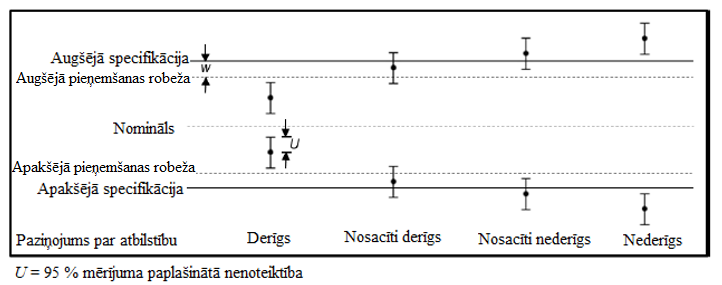 Augšējā specifikācija
w
Augšējā pieņemšanas robeža
Nomināls
U
Apakšējā pieņemšanas robeža
Apakšējā specifikācija
Paziņojums par atbilstību Derīgs Nosacīti derīgs Nosacīti nederīgs Nederīgs
U = 95 % mērījuma paplašinātā nenoteiktība